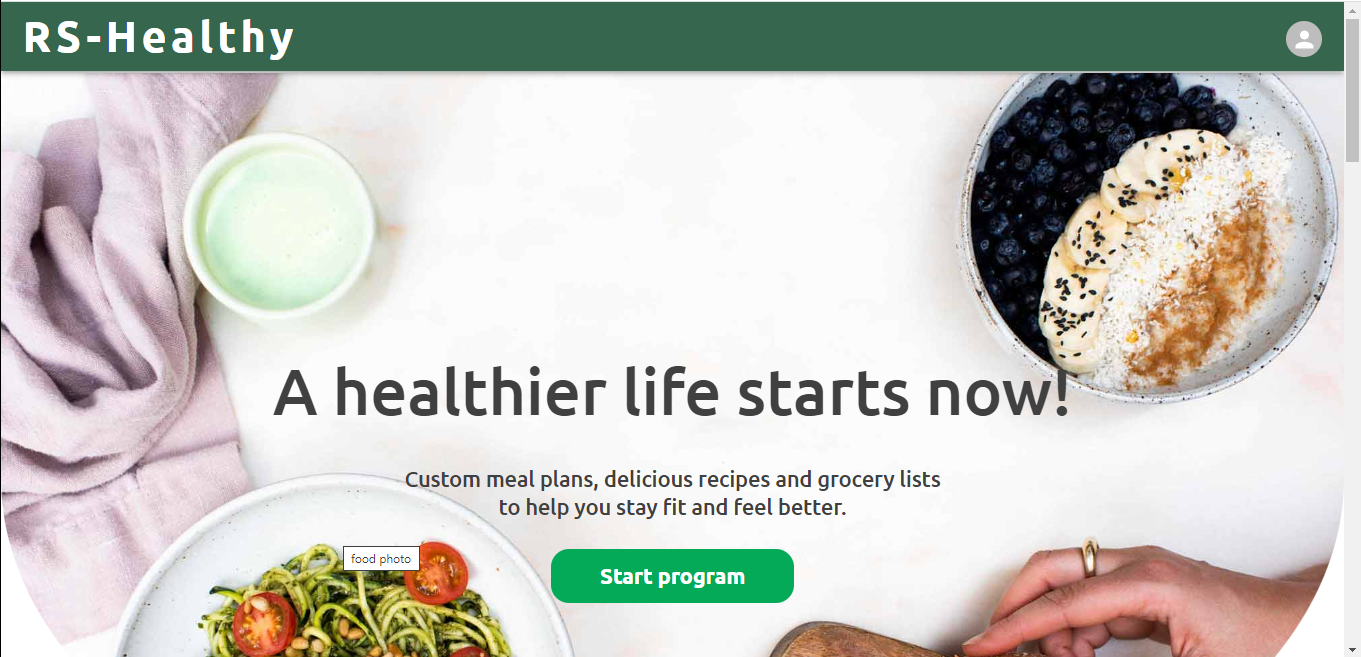 RS-Healthy
A healthier life starts now!
Custom meal plans, delicious recipes and grocery lists
to help you stay fit and feel better.
food photo
Start program